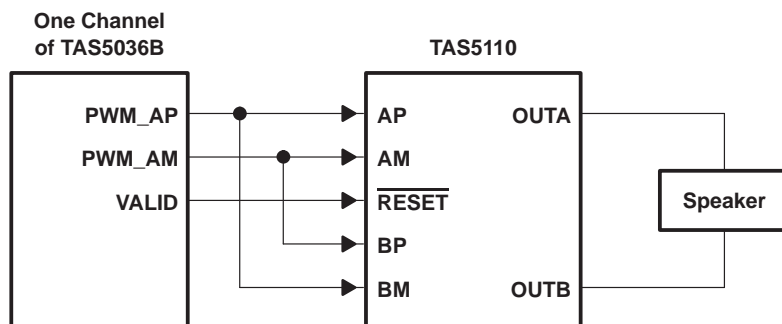 One Channel
of TAS5036B
TAS5110
PWM_AP
AP
OUTA
PWM_AM
AM
VALID
RESET
Speaker
BP
BM
OUTB